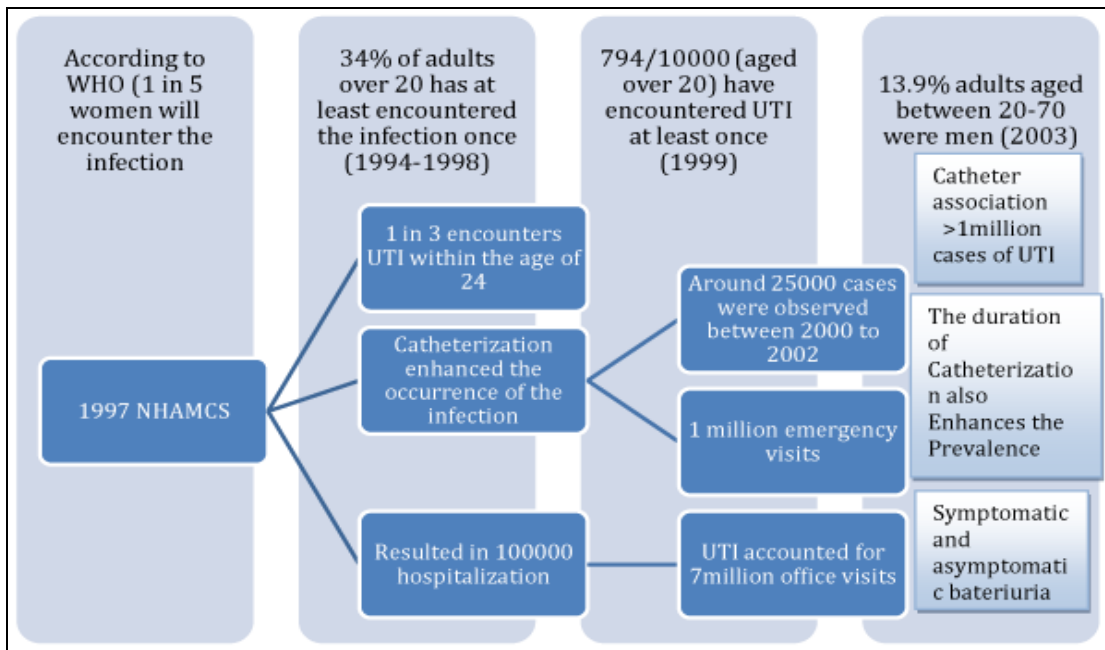 According to
WHO (1 in 5
women will
encounter the
infection
34% of adults
over 20 has at
least encountered
the infection once
(1994-1998)
794/10000 (aged
over 20) have
encountered UTI
at least once
(1999)
13.9% adults aged
between 20-70
were men (2003)
1997 NHAMCS
1 in 3 encounters
UTI within the age of
24
Catheterization
enhanced the
occurrence of the
infection
Resulted in 100000
hospitalization
Around 25000 cases
were observed
between 2000 to
2002
1 million emergency
visits
UTI accounted for
7million office visits
Catheter
association
>1million
cases of UTI
The duration
of
Catheterizatio
n also
Enhances the
Prevalence
Symptomatic
and
asymptomati
c bateriuria